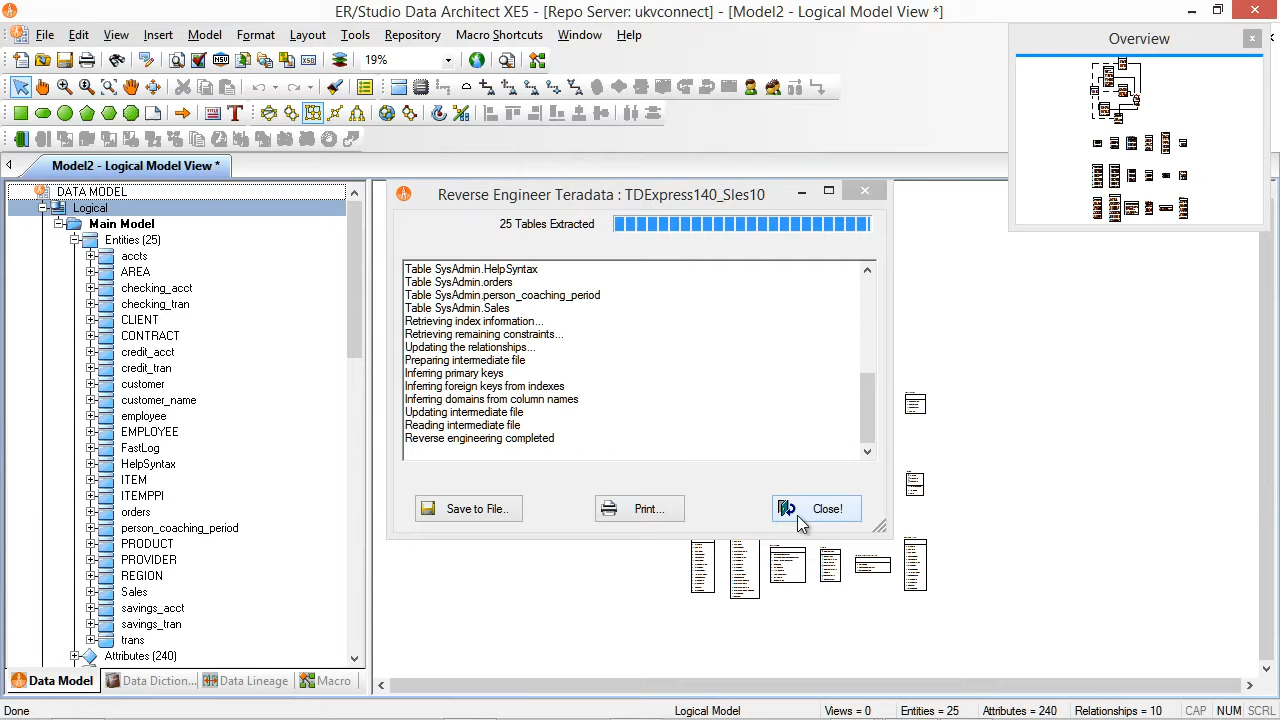 ER/Studio Data Architect XE5 - [Repo Server: ukvconnect] - [Model2 - Logical Model View *]
File Edit View Insert Model Format Layout Tools Repository Macro Shortcuts Window Help
19%
Overview
x
Model2 - Logical Model View *
DATA MODEL
Logical
Main Model
Entities (25)
accts
AREA
checking_acct
checking_tran
CLIENT
CONTRACT
credit_acct
credit_tran
customer
customer_name
employee
EMPLOYEE
FastLog
HelpSyntax
ITEM
ITEMPPI
orders
person_coaching_period
PRODUCT
PROVIDER
REGION
Sales
savings_acct
savings_tran
trans
Attributes (240)
Data Model Data Diction... Data Lineage Macro
Reverse Engineer Teradata : TDExpress140_Sles10
25 Tables Extracted
Table SysAdmin.HelpSyntax
Table SysAdmin.orders
Table SysAdmin.person_coaching_period
Table SysAdmin.Sales
Retrieving index information...
Retrieving remaining constraints...
Updating the relationships...
Preparing intermediate file
Inferring primary keys
Inferring foreign keys from indexes
Inferring domains from column names
Updating intermediate file
Reading intermediate file
Reverse engineering completed
Save to File.. Print... Close!
Done Logical Model Views = 0 Entities = 25 Attributes = 240 Relationships = 10 CAP NUM SCRL